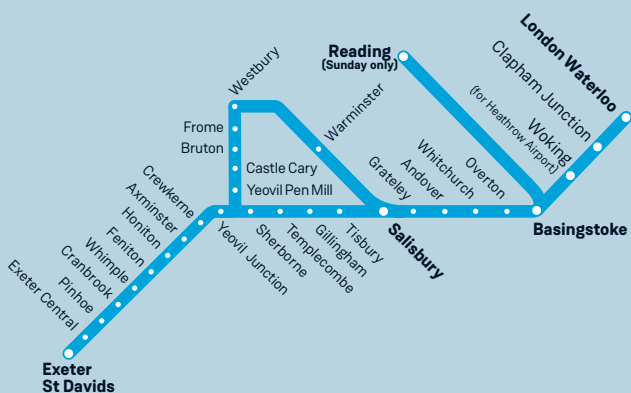 London Waterloo
Clapham Junction
Woking
(for Heathrow Airport)
Reading
(Sunday only)
Westbury
Warminster
Frome
Bruton
Castle Cary
Yeovil Pen Mill
Overton
Whitchurch
Andover
Grateley
Basingstoke
Salisbury
Tisbury
Gillingham
Templecombe
Sherborne
Yeovil Junction
Crewkerne
Axminster
Honiton
Feniton
Whimple
Cranbrook
Pinhoe
Exeter Central
Exeter
St Davids